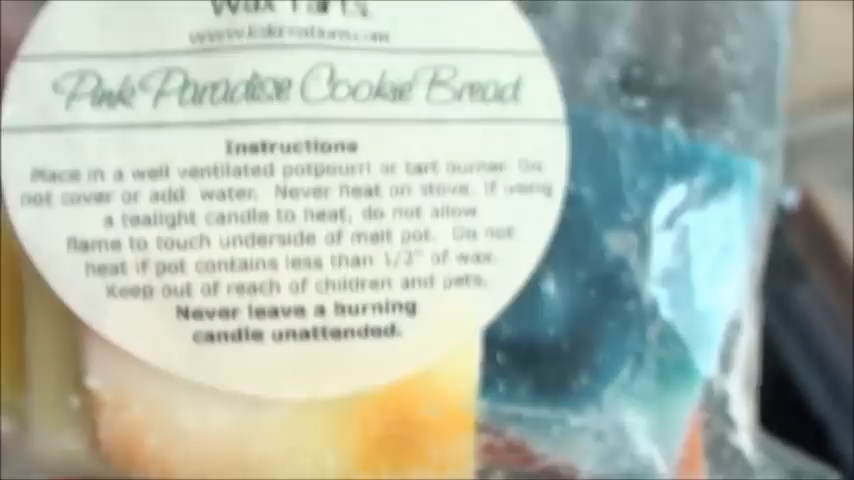 Wax Tarts
Pink Paradise Cookie Bread
Instructions
Place in a well ventilated potpourri or tart burner. Do
not cover or add water. Never heat on stove. If using
a tealight candle to heat, do not allow
flame to touch underside of melt pot. Do not
heat if pot contains less than 1/2" of wax.
Keep out of reach of children and pets.
Never leave a burning
candle unattended.